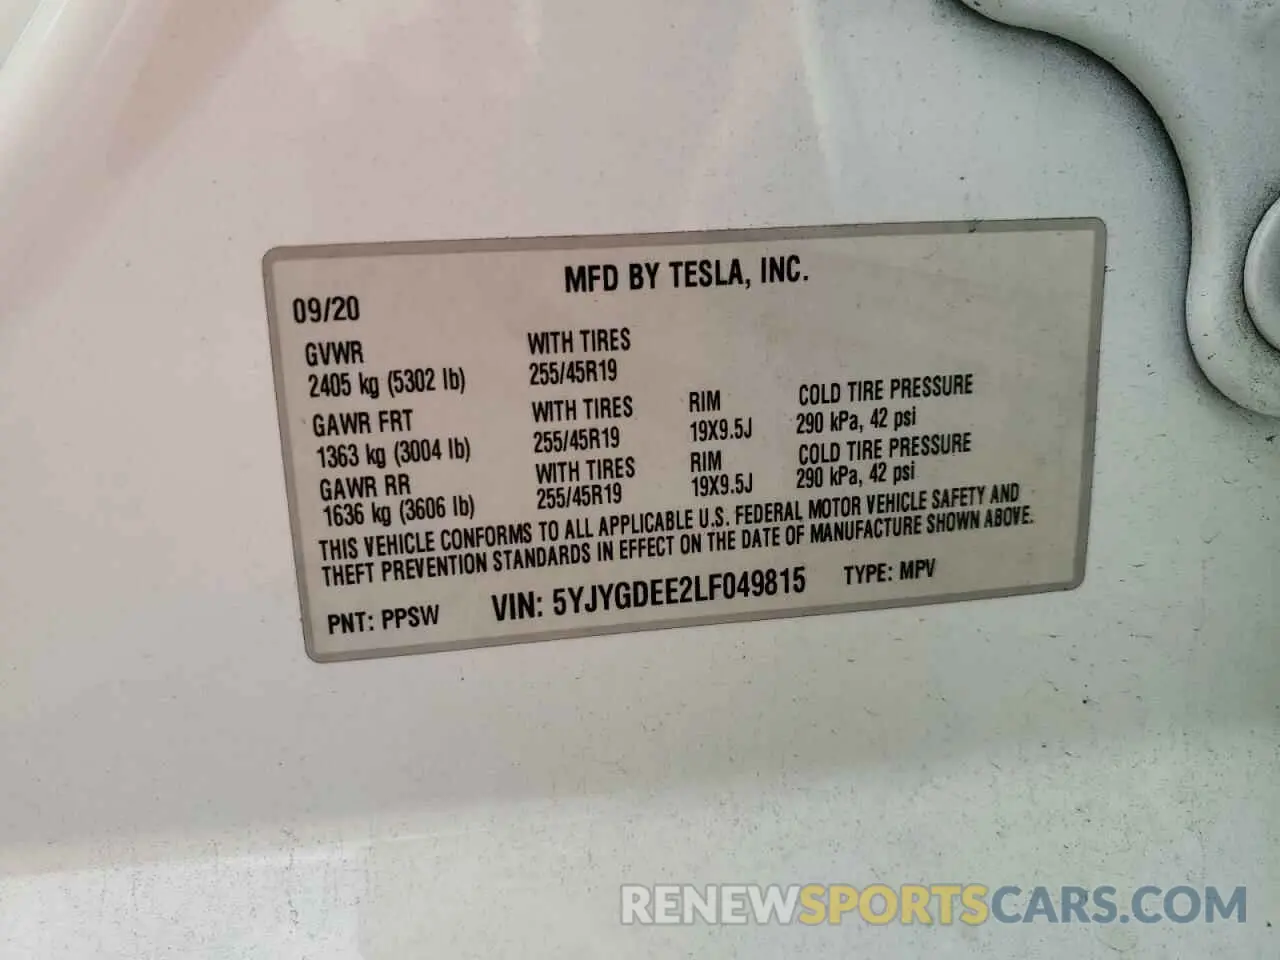 MFD BY TESLA, INC.
09/20
GVWR WITH TIRES
2405 kg (5302 lb) 255/45R19
GAWR FRT WITH TIRES RIM COLD TIRE PRESSURE
1363 kg (3004 lb) 255/45R19 19X9.5J 290 kPa, 42 psi
GAWR RR WITH TIRES RIM COLD TIRE PRESSURE
1636 kg (3606 lb) 255/45R19 19X9.5J 290 kPa, 42 psi
THIS VEHICLE CONFORMS TO ALL APPLICABLE U.S. FEDERAL MOTOR VEHICLE SAFETY AND
THEFT PREVENTION STANDARDS IN EFFECT ON THE DATE OF MANUFACTURE SHOWN ABOVE.
PNT: PPSW VIN: 5YJYGDEE2LF049815 TYPE: MPV
RENEWSPORTSCARS.COM